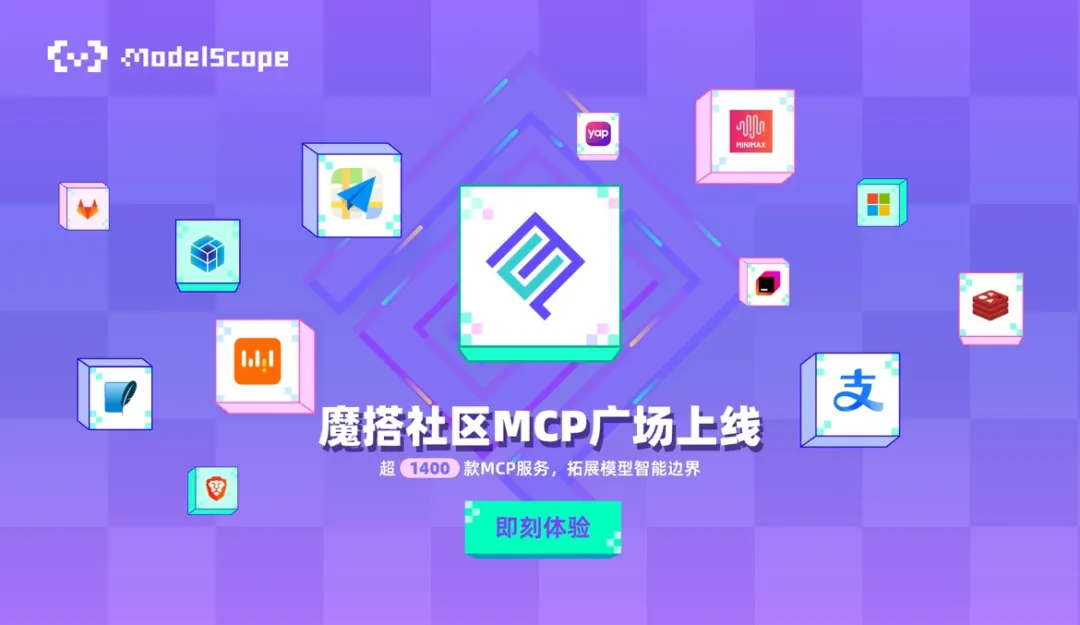 ModelScope
yap
MINIMAX
魔搭社区MCP广场上线
超 1400 款MCP服务，拓展模型智能边界
即刻体验
支